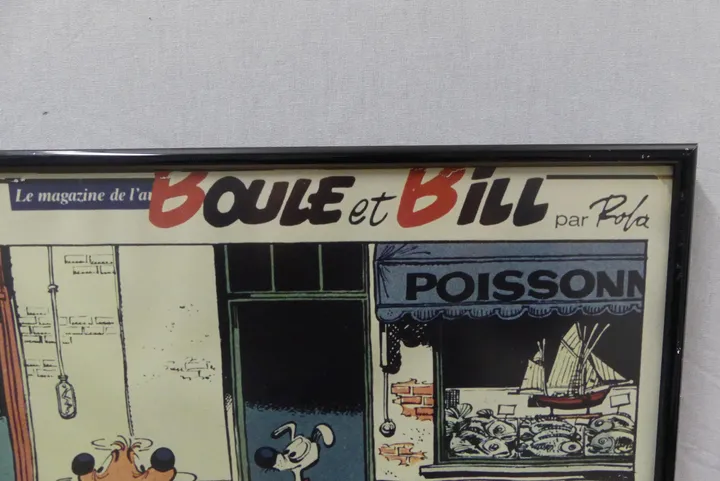 Le magazine de l'a
BOULE et BILL
par Roba
POISSONN